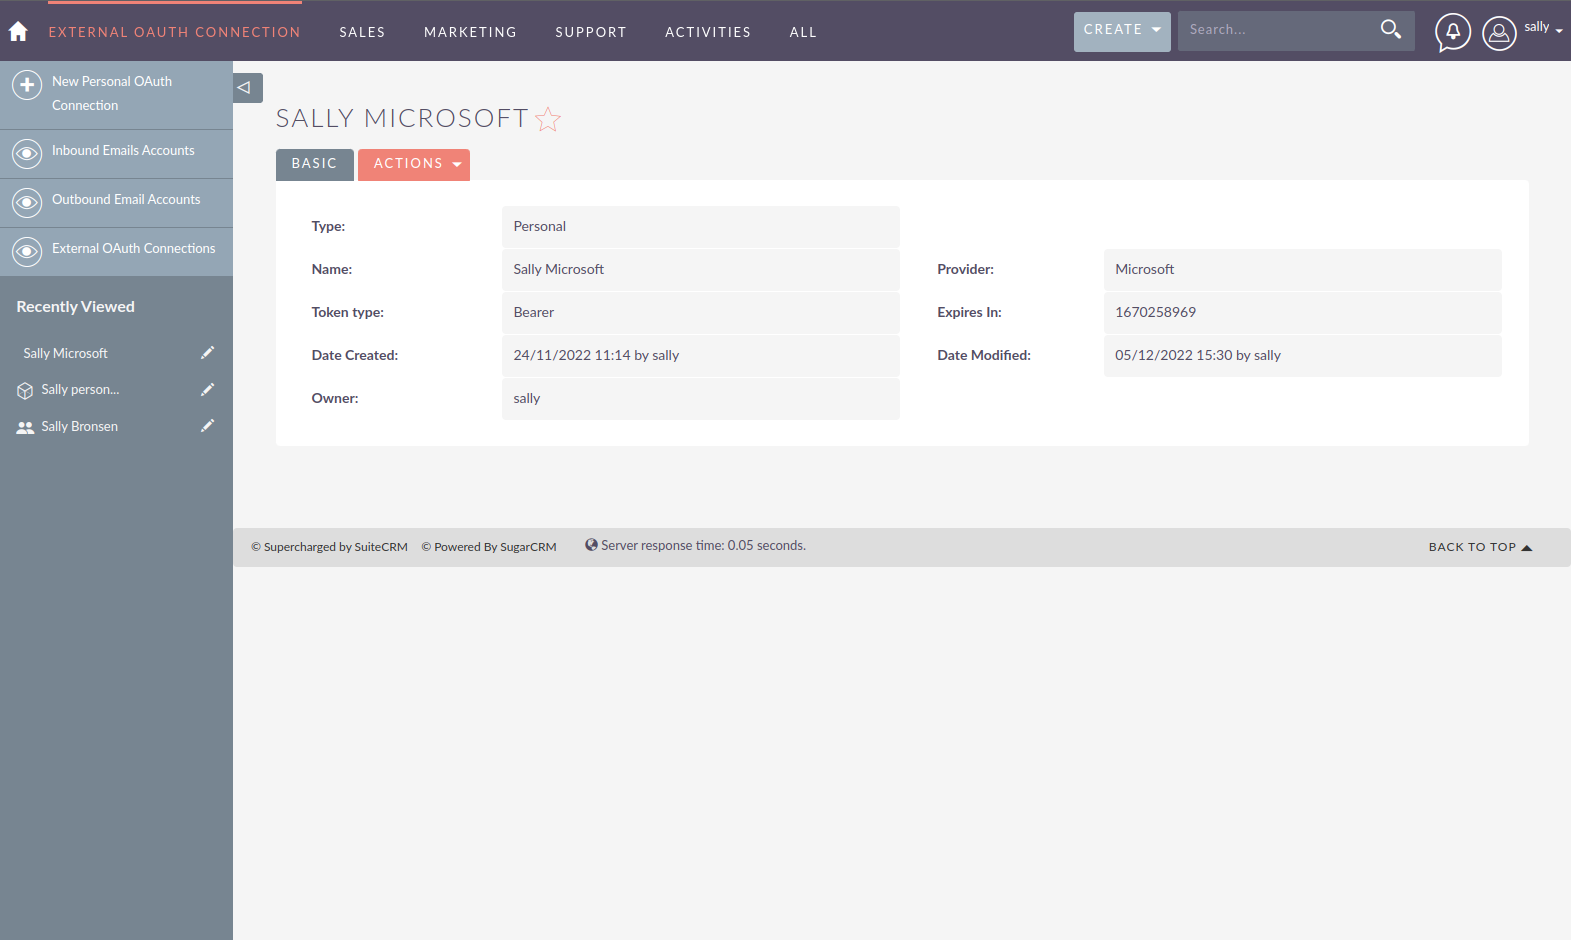 EXTERNAL OAUTH CONNECTION SALES MARKETING SUPPORT ACTIVITIES ALL CREATE Search... sally
New Personal OAuth
Connection
Inbound Emails Accounts
Outbound Email Accounts
External OAuth Connections
Recently Viewed
Sally Microsoft
Sally person...
Sally Bronsen
SALLY MICROSOFT
BASIC ACTIONS
Type: Personal
Name: Sally Microsoft Provider: Microsoft
Token type: Bearer Expires In: 1670258969
Date Created: 24/11/2022 11:14 by sally Date Modified: 05/12/2022 15:30 by sally
Owner: sally
© Supercharged by SuiteCRM © Powered By SugarCRM Server response time: 0.05 seconds. BACK TO TOP